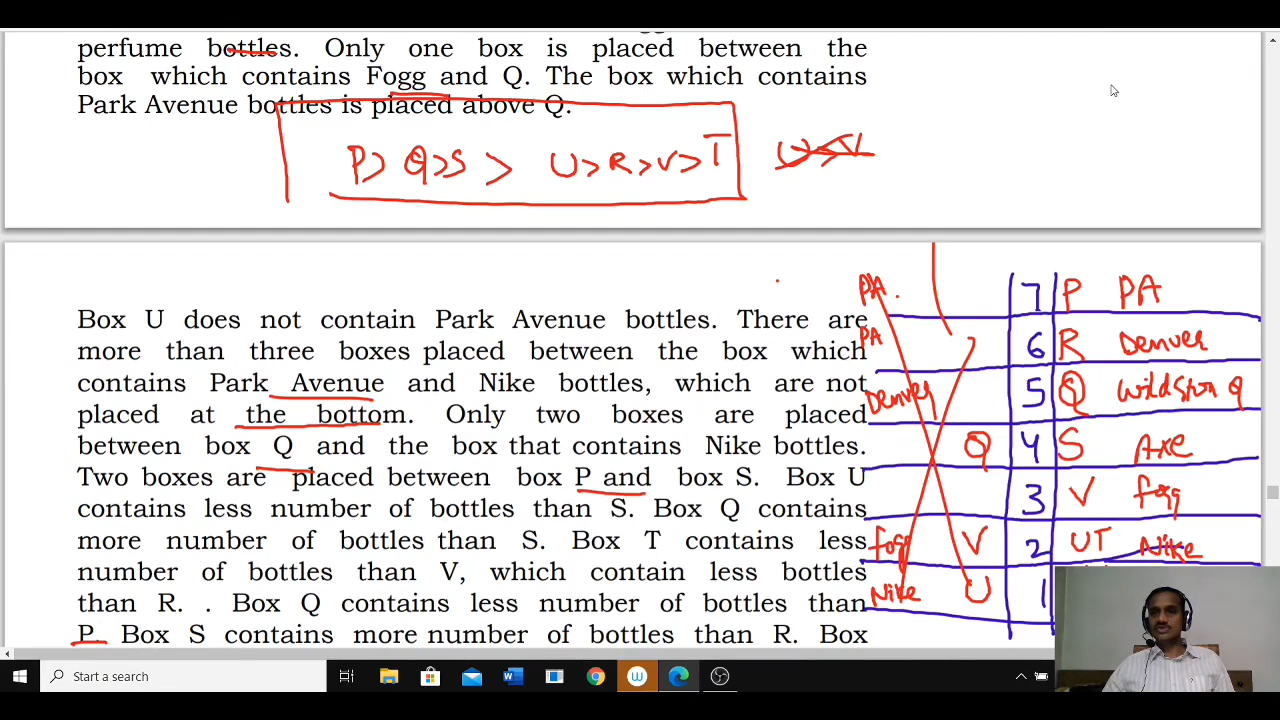 perfume bottles. Only one box is placed between the
box which contains Fogg and Q. The box which contains
Park Avenue bottles is placed above Q.
P> Q>S > U>R>V>T
U>V
Box U does not contain Park Avenue bottles. There are
more than three boxes placed between the box which
contains Park Avenue and Nike bottles, which are not
placed at the bottom. Only two boxes are placed
between box Q and the box that contains Nike bottles.
Two boxes are placed between box P and box S. Box U
contains less number of bottles than S. Box Q contains
more number of bottles than S. Box T contains less
number of bottles than V, which contain less bottles
than R. . Box Q contains less number of bottles than
P. Box S contains more number of bottles than R. Box
PA 7 P PA
PA 6 R Denver
Denver 5 Q Wildston Q
Q 4 S Axe
3 V Fogg
Fogg V 2 UT Nike
Nike U 1
Start a search